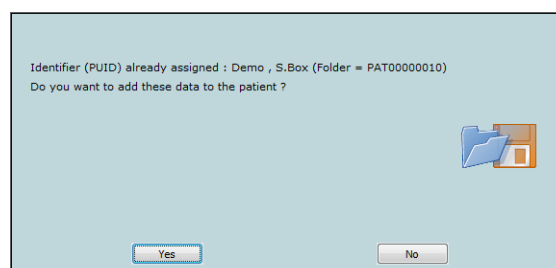 Identifier (PUID) already assigned : Demo , S.Box (Folder = PAT00000010)
Do you want to add these data to the patient ?
Yes
No